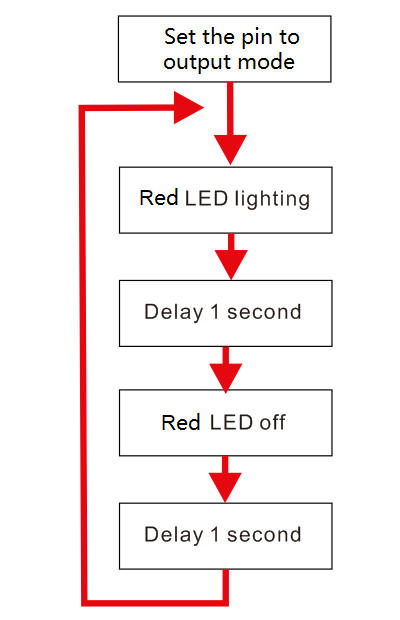 Set the pin to
output mode
Red LED lighting
Delay 1 second
Red LED off
Delay 1 second